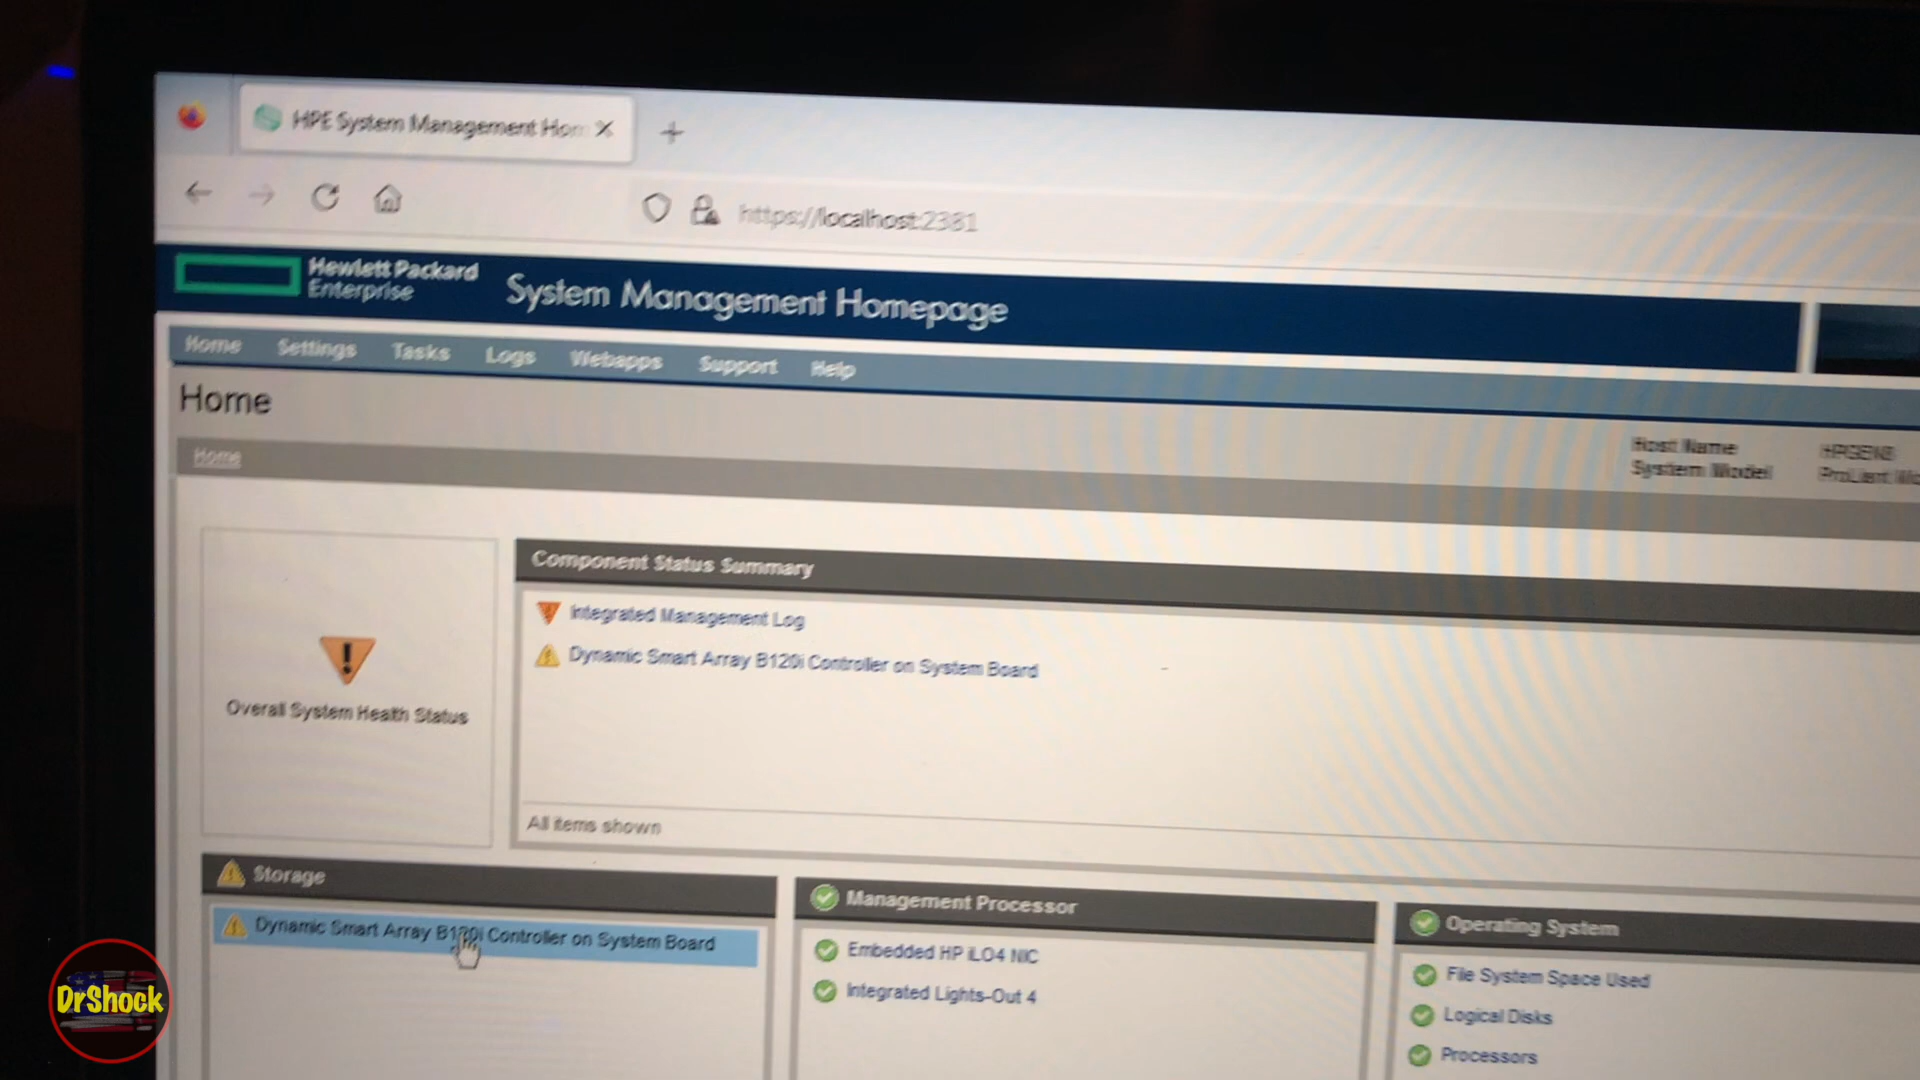 HPE System Management Hom
https://localhost:2381
Hewlett Packard
Enterprise
System Management Homepage
Home Settings Tasks Logs Webapps Support Help
Home
Home
Host Name
System Model ProLiant
Overall System Health Status
Component Status Summary
Integrated Management Log
Dynamic Smart Array B120i Controller on System Board
All items shown
Storage
Dynamic Smart Array B120i Controller on System Board
Management Processor
Embedded HP iLO4 NIC
Integrated Lights-Out 4
Operating System
File System Space Used
Logical Disks
Processors
DrShock